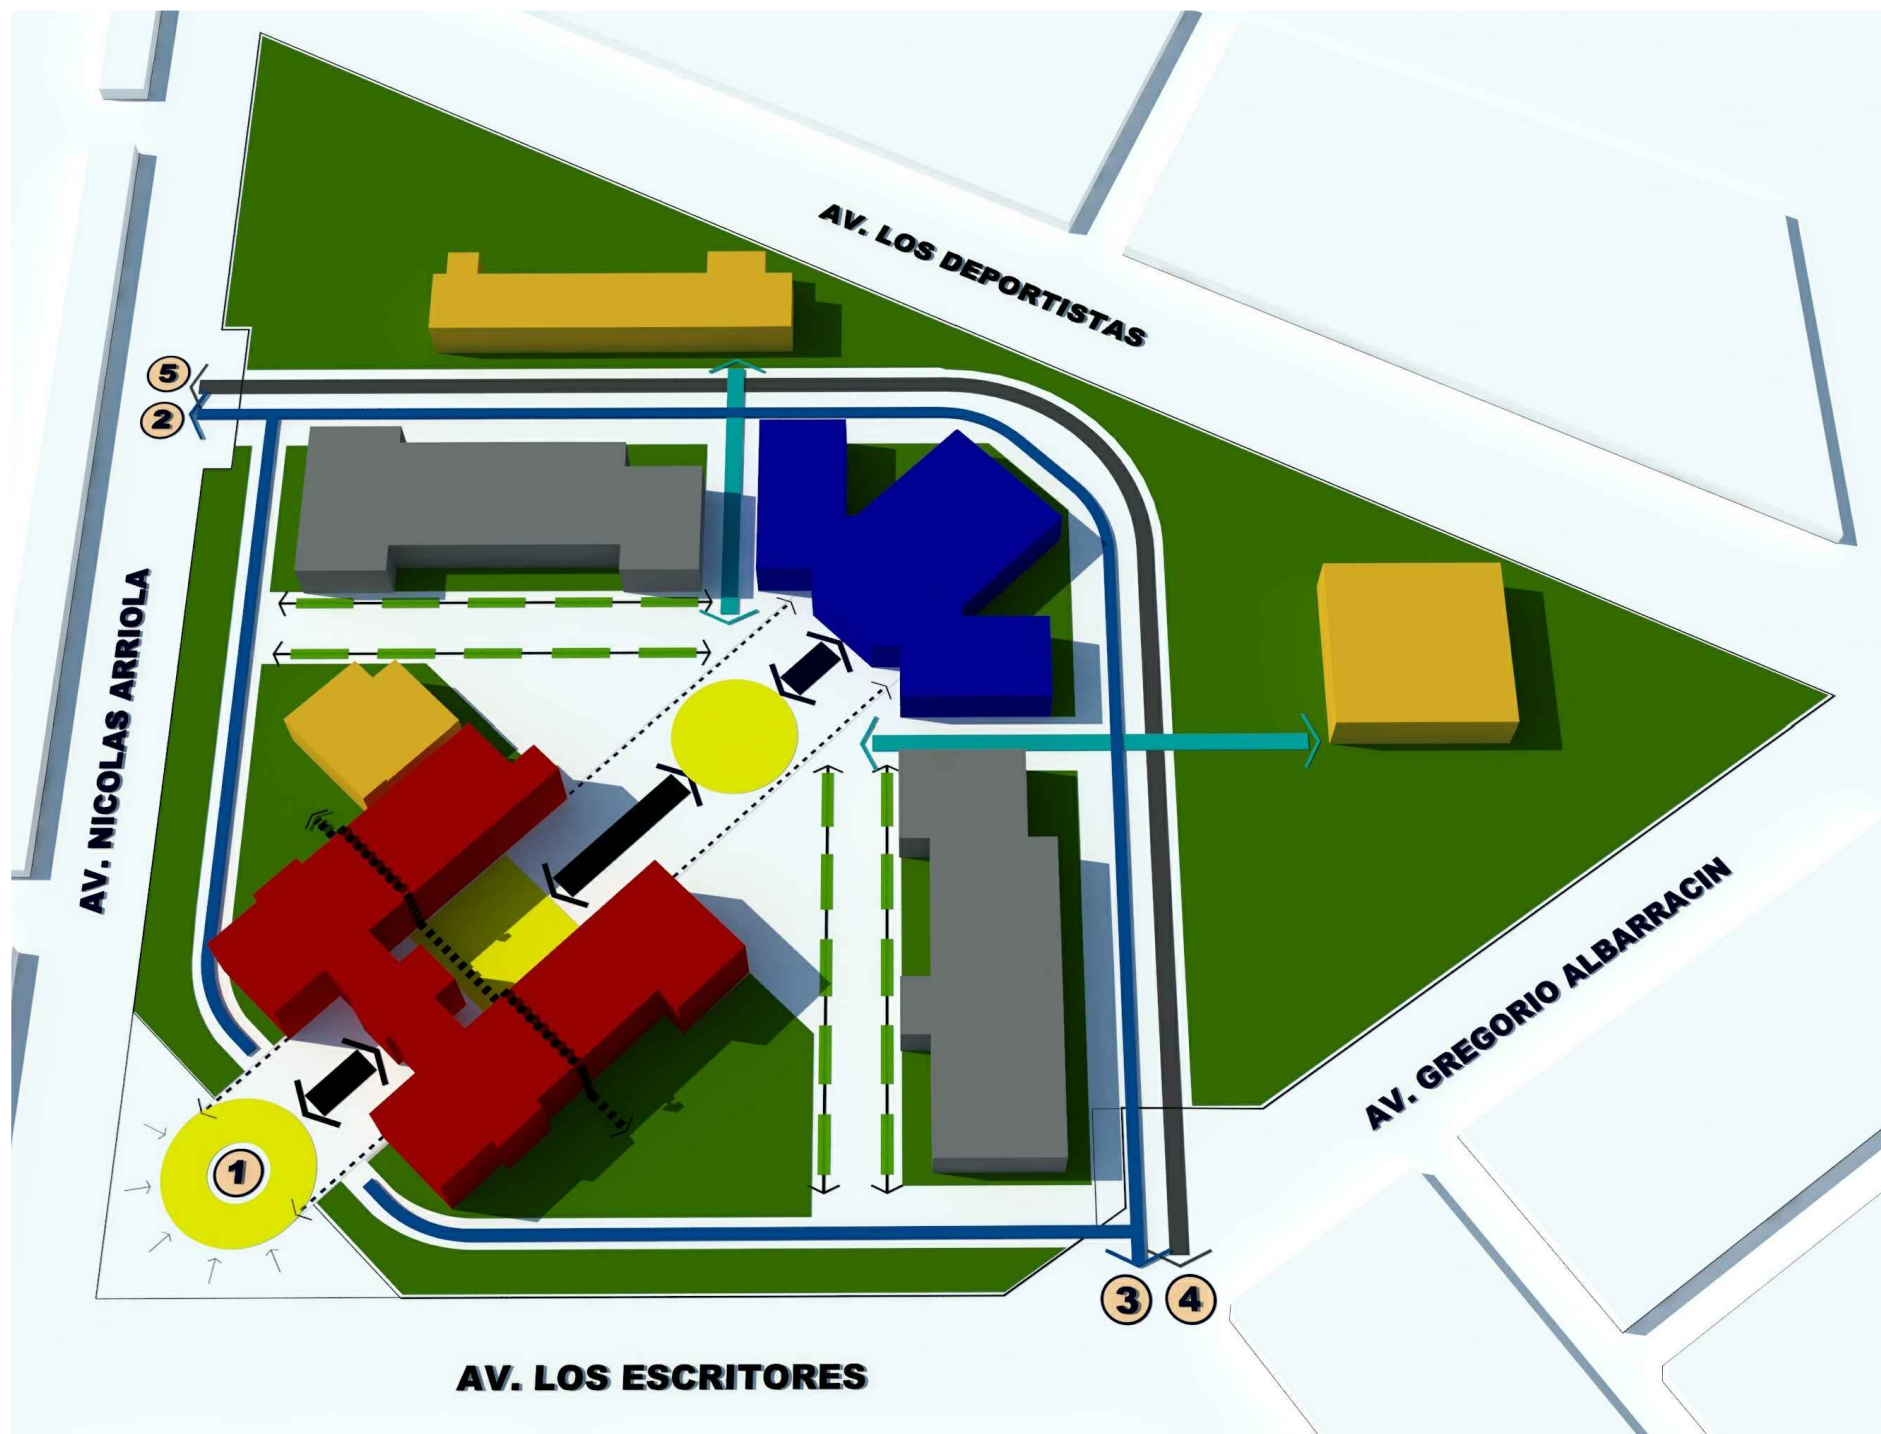 AV. LOS DEPORTISTAS
5
2
AV. NICOLAS ARRIOLA
AV. GREGORIO ALBARRACIN
1
3
4
AV. LOS ESCRITORES